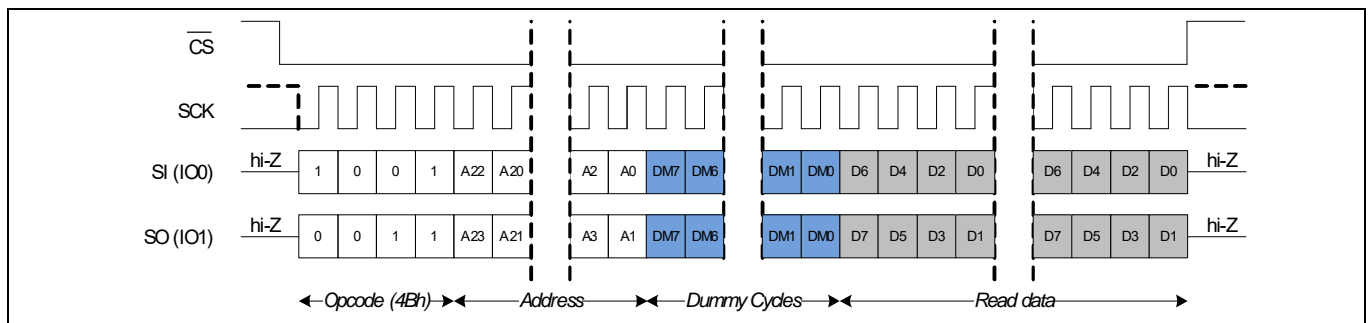 CS
SCK
SI (IO0) hi-Z 1 0 0 1 A22 A20 A2 A0 DM7 DM6 DM1 DM0 D6 D4 D2 D0 D6 D4 D2 D0 hi-Z
SO (IO1) hi-Z 0 0 1 1 A23 A21 A3 A1 DM7 DM6 DM1 DM0 D7 D5 D3 D1 D7 D5 D3 D1 hi-Z
Opcode (4Bh) Address Dummy Cycles Read data